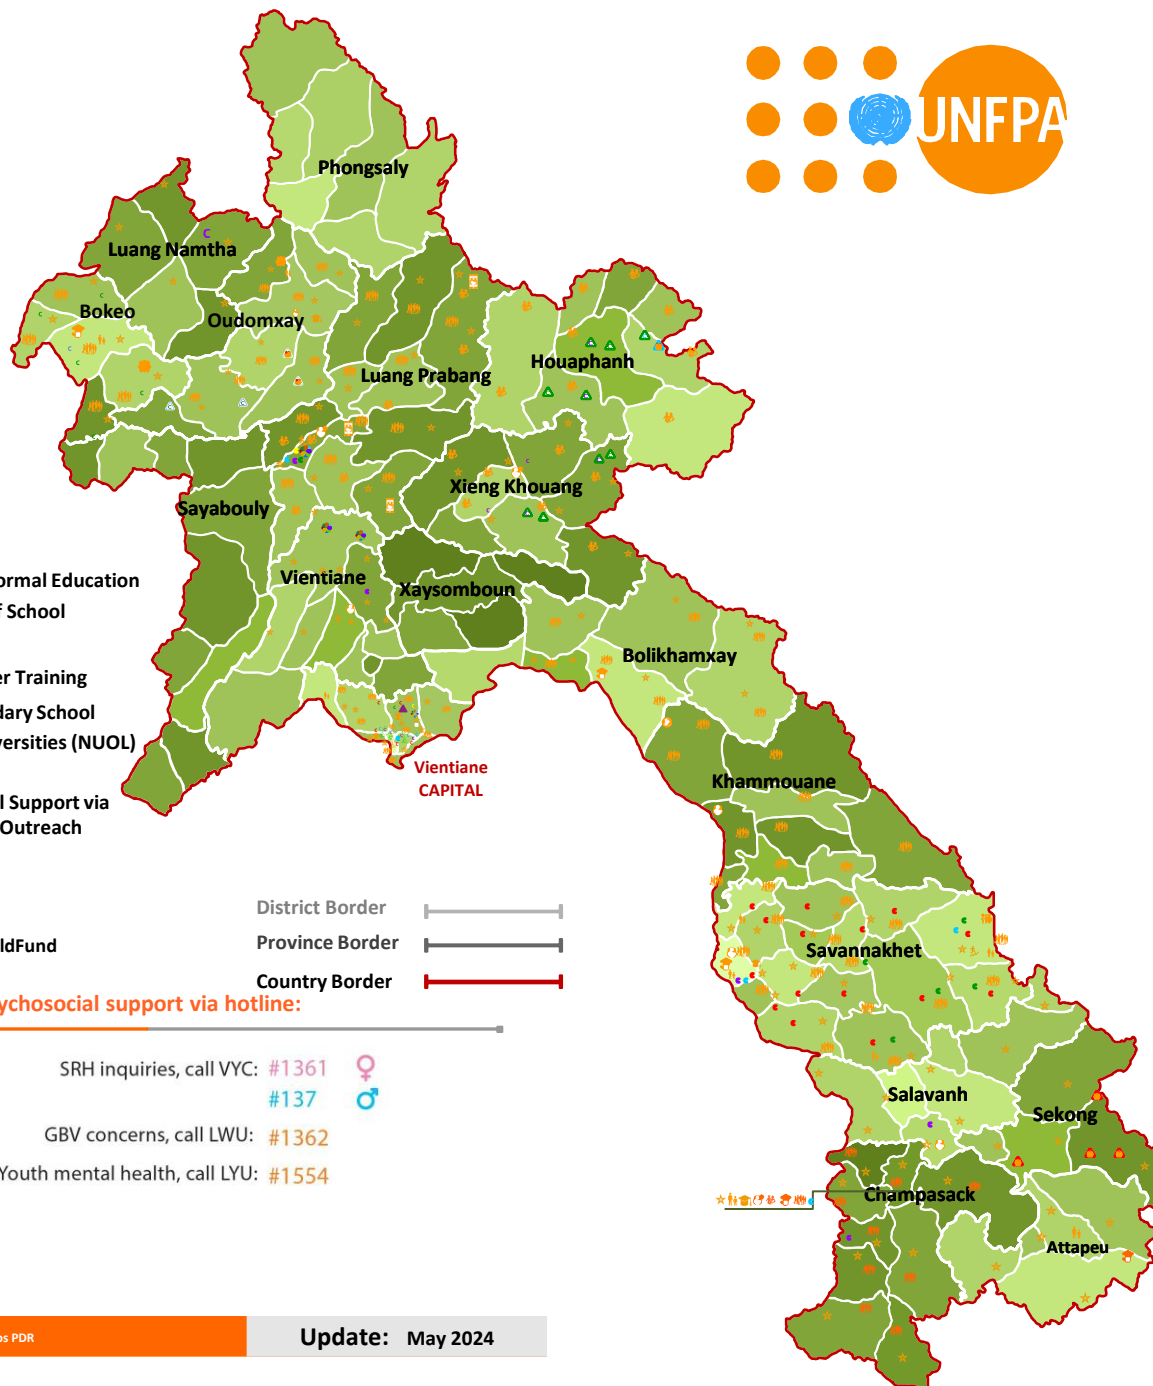 UNFPA
Phongsaly
Luang Namtha
Bokeo
Oudomxay
Houaphanh
Luang Prabang
Xieng Khouang
Sayabouly
Vientiane
Xaysomboun
Bolikhamxay
Vientiane
CAPITAL
Khammouane
Savannakhet
Salavanh
Sekong
Champasack
Attapeu
ormal Education
f School
er Training
dary School
versities (NUOL)
l Support via
Outreach
ldFund
District Border
Province Border
Country Border
ychosocial support via hotline:
SRH inquiries, call VYC: #1361 ♀
#137 ♂
GBV concerns, call LWU: #1362
Youth mental health, call LYU: #1554
os PDR
Update: May 2024